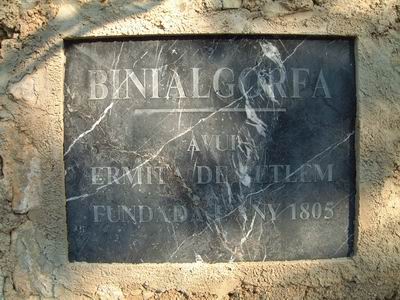 BINIALGORFA
AVUI
ERMITA DE BETLEM
FUNDADA L'ANY 1805